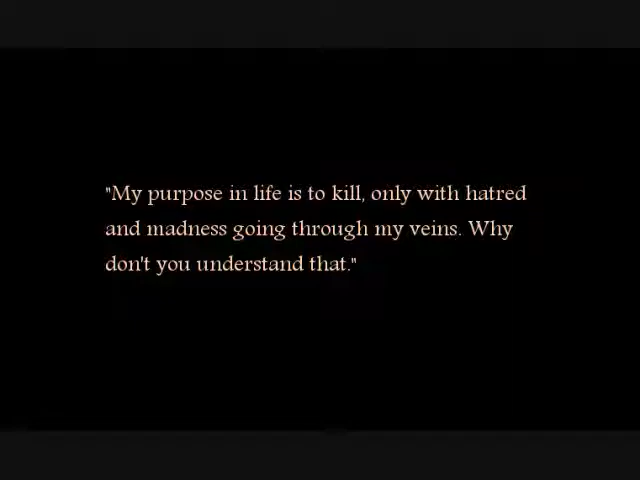 "My purpose in life is to kill, only with hatred
and madness going through my veins. Why
don't you understand that."